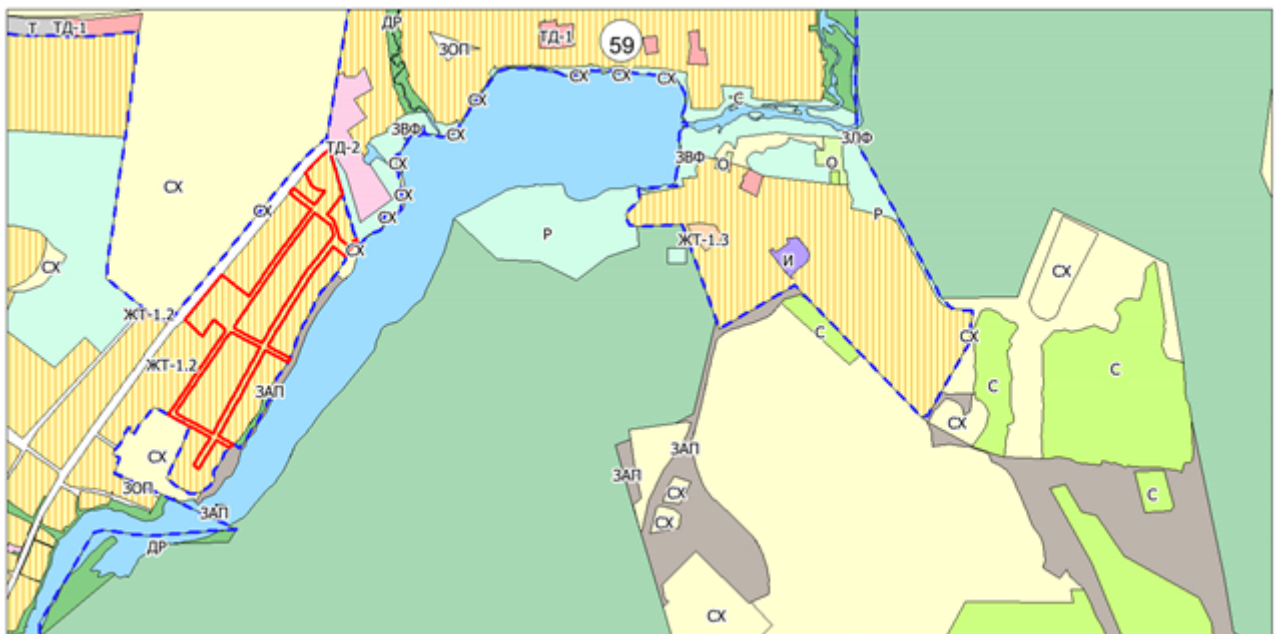 Т ТД-1
ДР
ЗОП
ТД-1
59
СХ
СХ
СХ
СХ
С
ЗВФ
СХ
ЗЛФ
ТД-2
СХ
ЗВФ
О
О
СХ
СХ
СХ
СХ
Р
Р
СХ
ЖТ-1.3
И
СХ
СХ
ЖТ-1.2
С
СХ
ЖТ-1.2
С
С
ЗАП
СХ
СХ
ЗАП
ЗАП
ЗОП
СХ
С
ЗАП
СХ
ДР
СХ